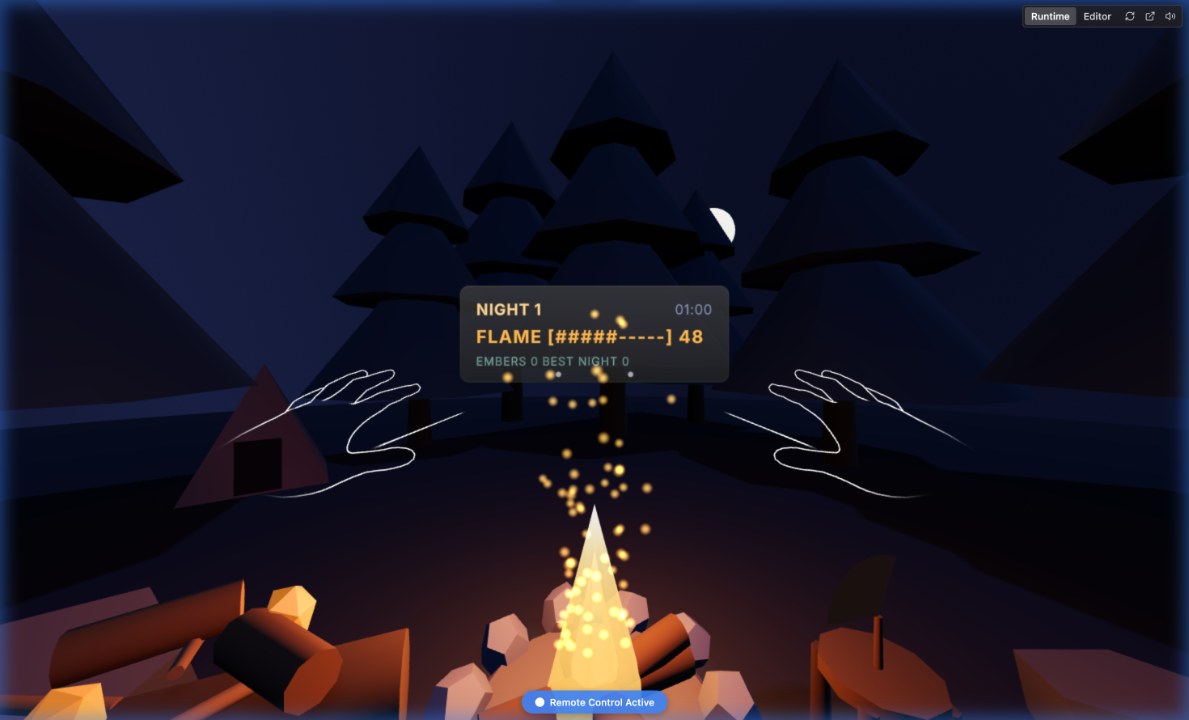 Runtime Editor
NIGHT 1 01:00
FLAME [#####-----] 48
EMBERS 0 BEST NIGHT 0
Remote Control Active